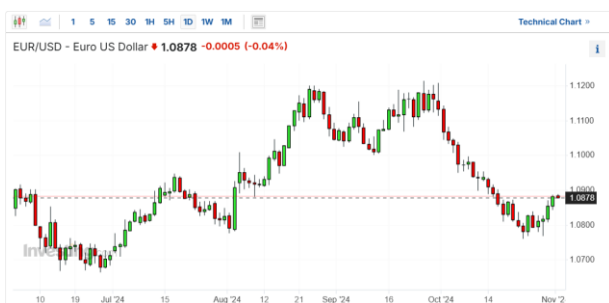 1 5 15 30 1H 5H 1D 1W 1M Technical Chart »
EUR/USD - Euro US Dollar 1.0878 -0.0005 (-0.04%)
i
1.1200
1.1100
1.1000
1.0900
1.0878
1.0800
1.0700
10 19 Jul '24 15 Aug '24 12 21 Sep '24 16 Oct '24 14 Nov '2